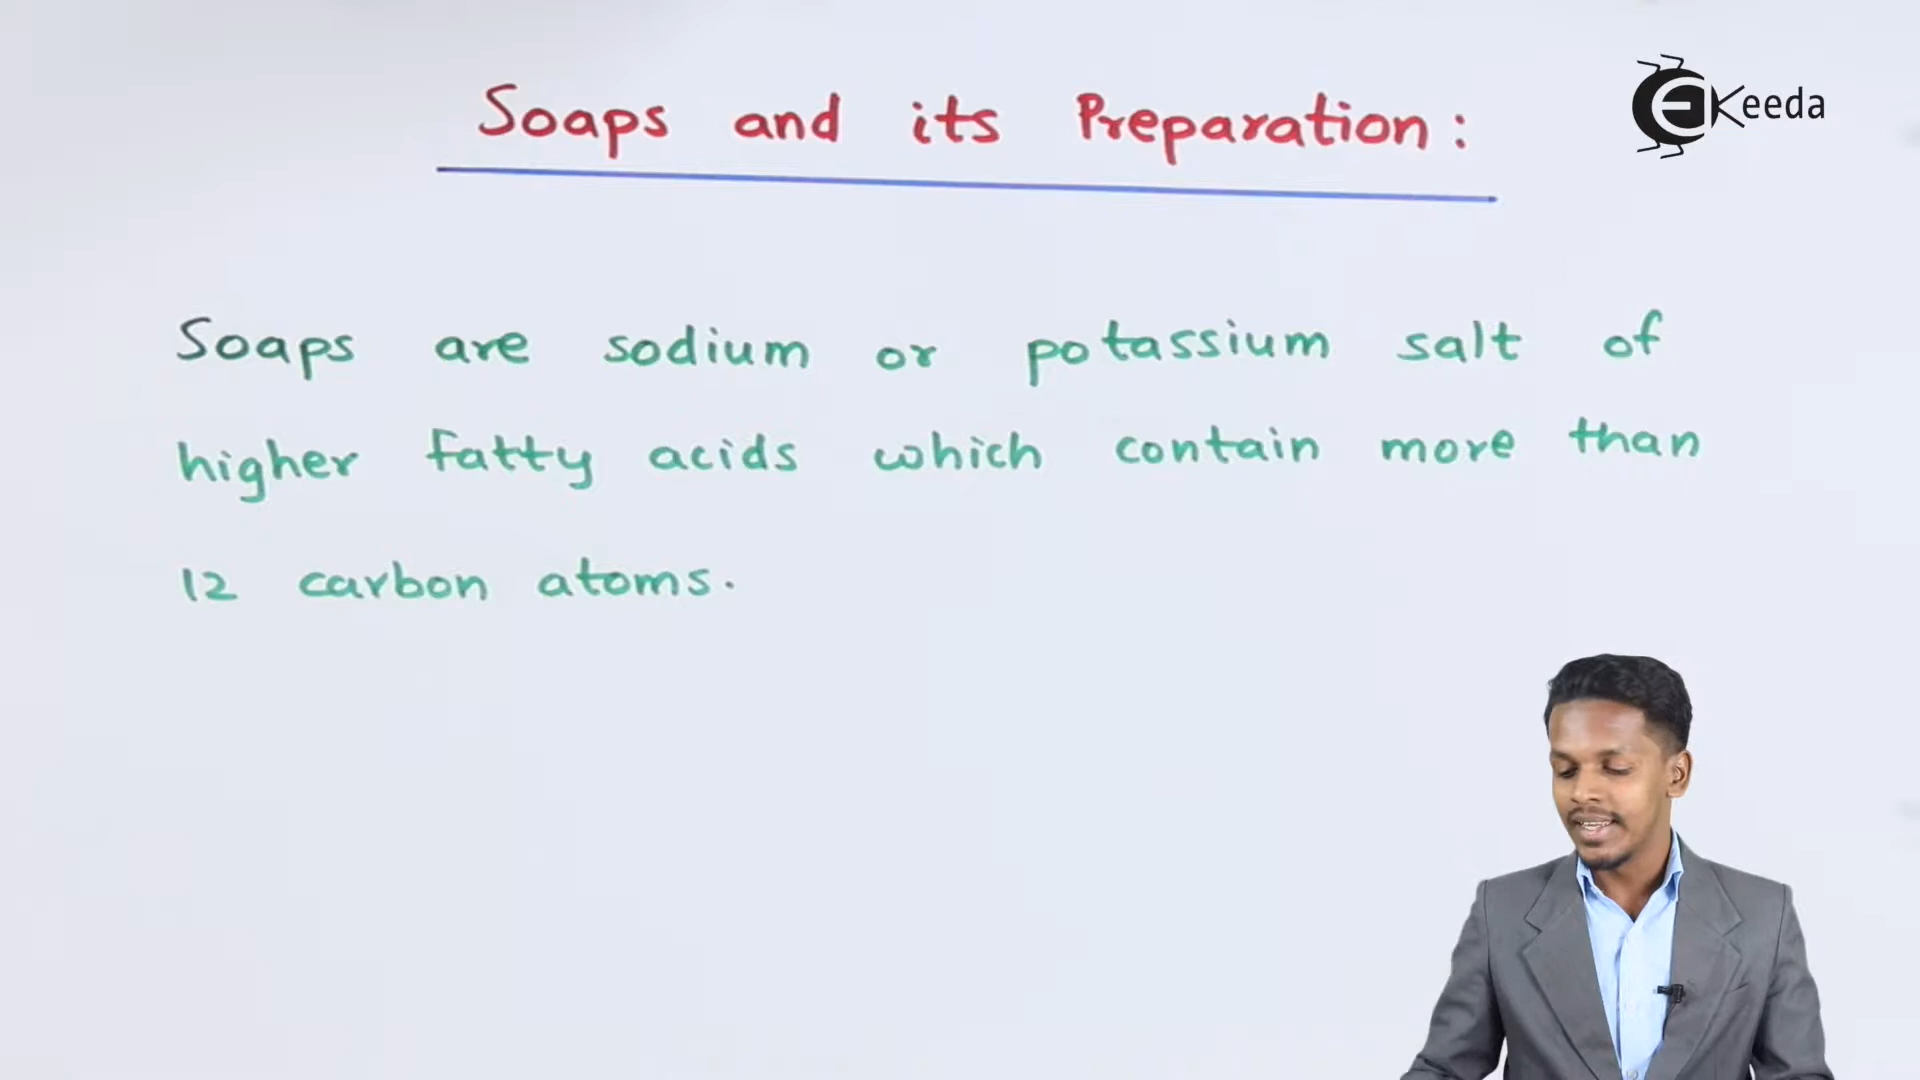 Soaps and its Preparation:
EKeeda
Soaps are sodium or potassium salt of
higher fatty acids which contain more than
12 carbon atoms.